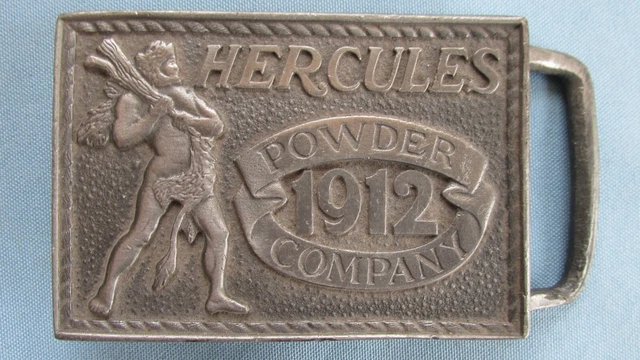 HERCULES
POWDER
1912
COMPANY